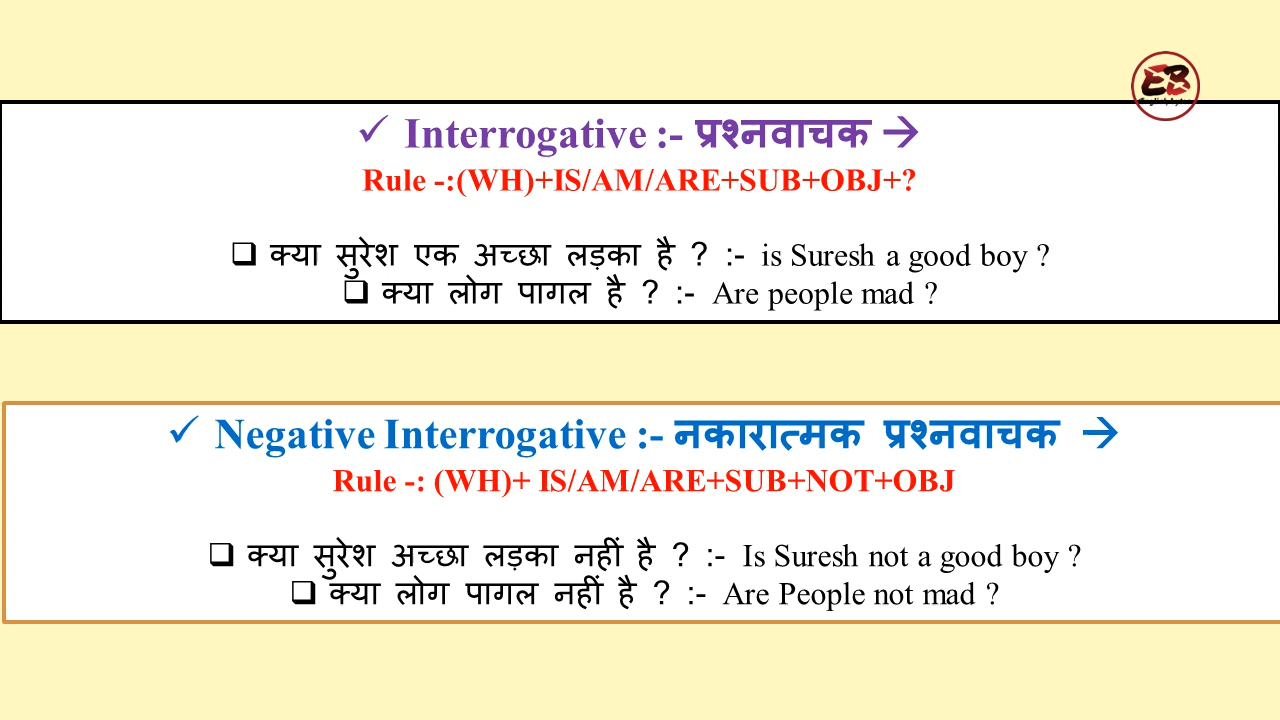 EB
✓ Interrogative :- प्रश्नवाचक →
Rule -:(WH)+IS/AM/ARE+SUB+OBJ+?
❑ क्या सुरेश एक अच्छा लड़का है ? :- is Suresh a good boy ?
❑ क्या लोग पागल है ? :- Are people mad ?
✓ Negative Interrogative :- नकारात्मक प्रश्नवाचक →
Rule -: (WH)+ IS/AM/ARE+SUB+NOT+OBJ
❑ क्या सुरेश अच्छा लड़का नहीं है ? :- Is Suresh not a good boy ?
❑ क्या लोग पागल नहीं है ? :- Are People not mad ?